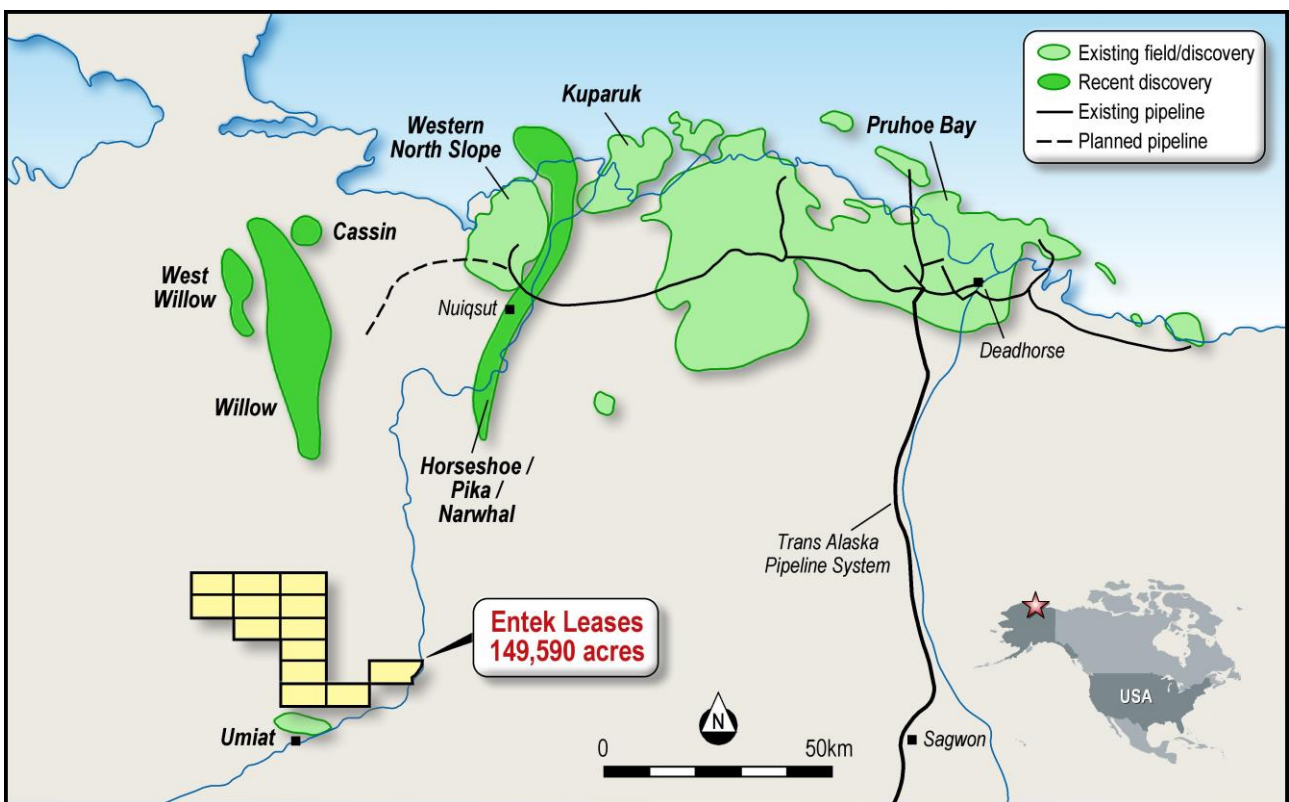 Existing field/discovery
Recent discovery
Existing pipeline
Planned pipeline
Kuparuk
Western
North Slope
Pruhoe Bay
Cassin
West
Willow
Nuiqsut
Deadhorse
Willow
Horseshoe /
Pika /
Narwhal
Trans Alaska
Pipeline System
Entek Leases
149,590 acres
USA
N
Umiat
0
50km
Sagwon